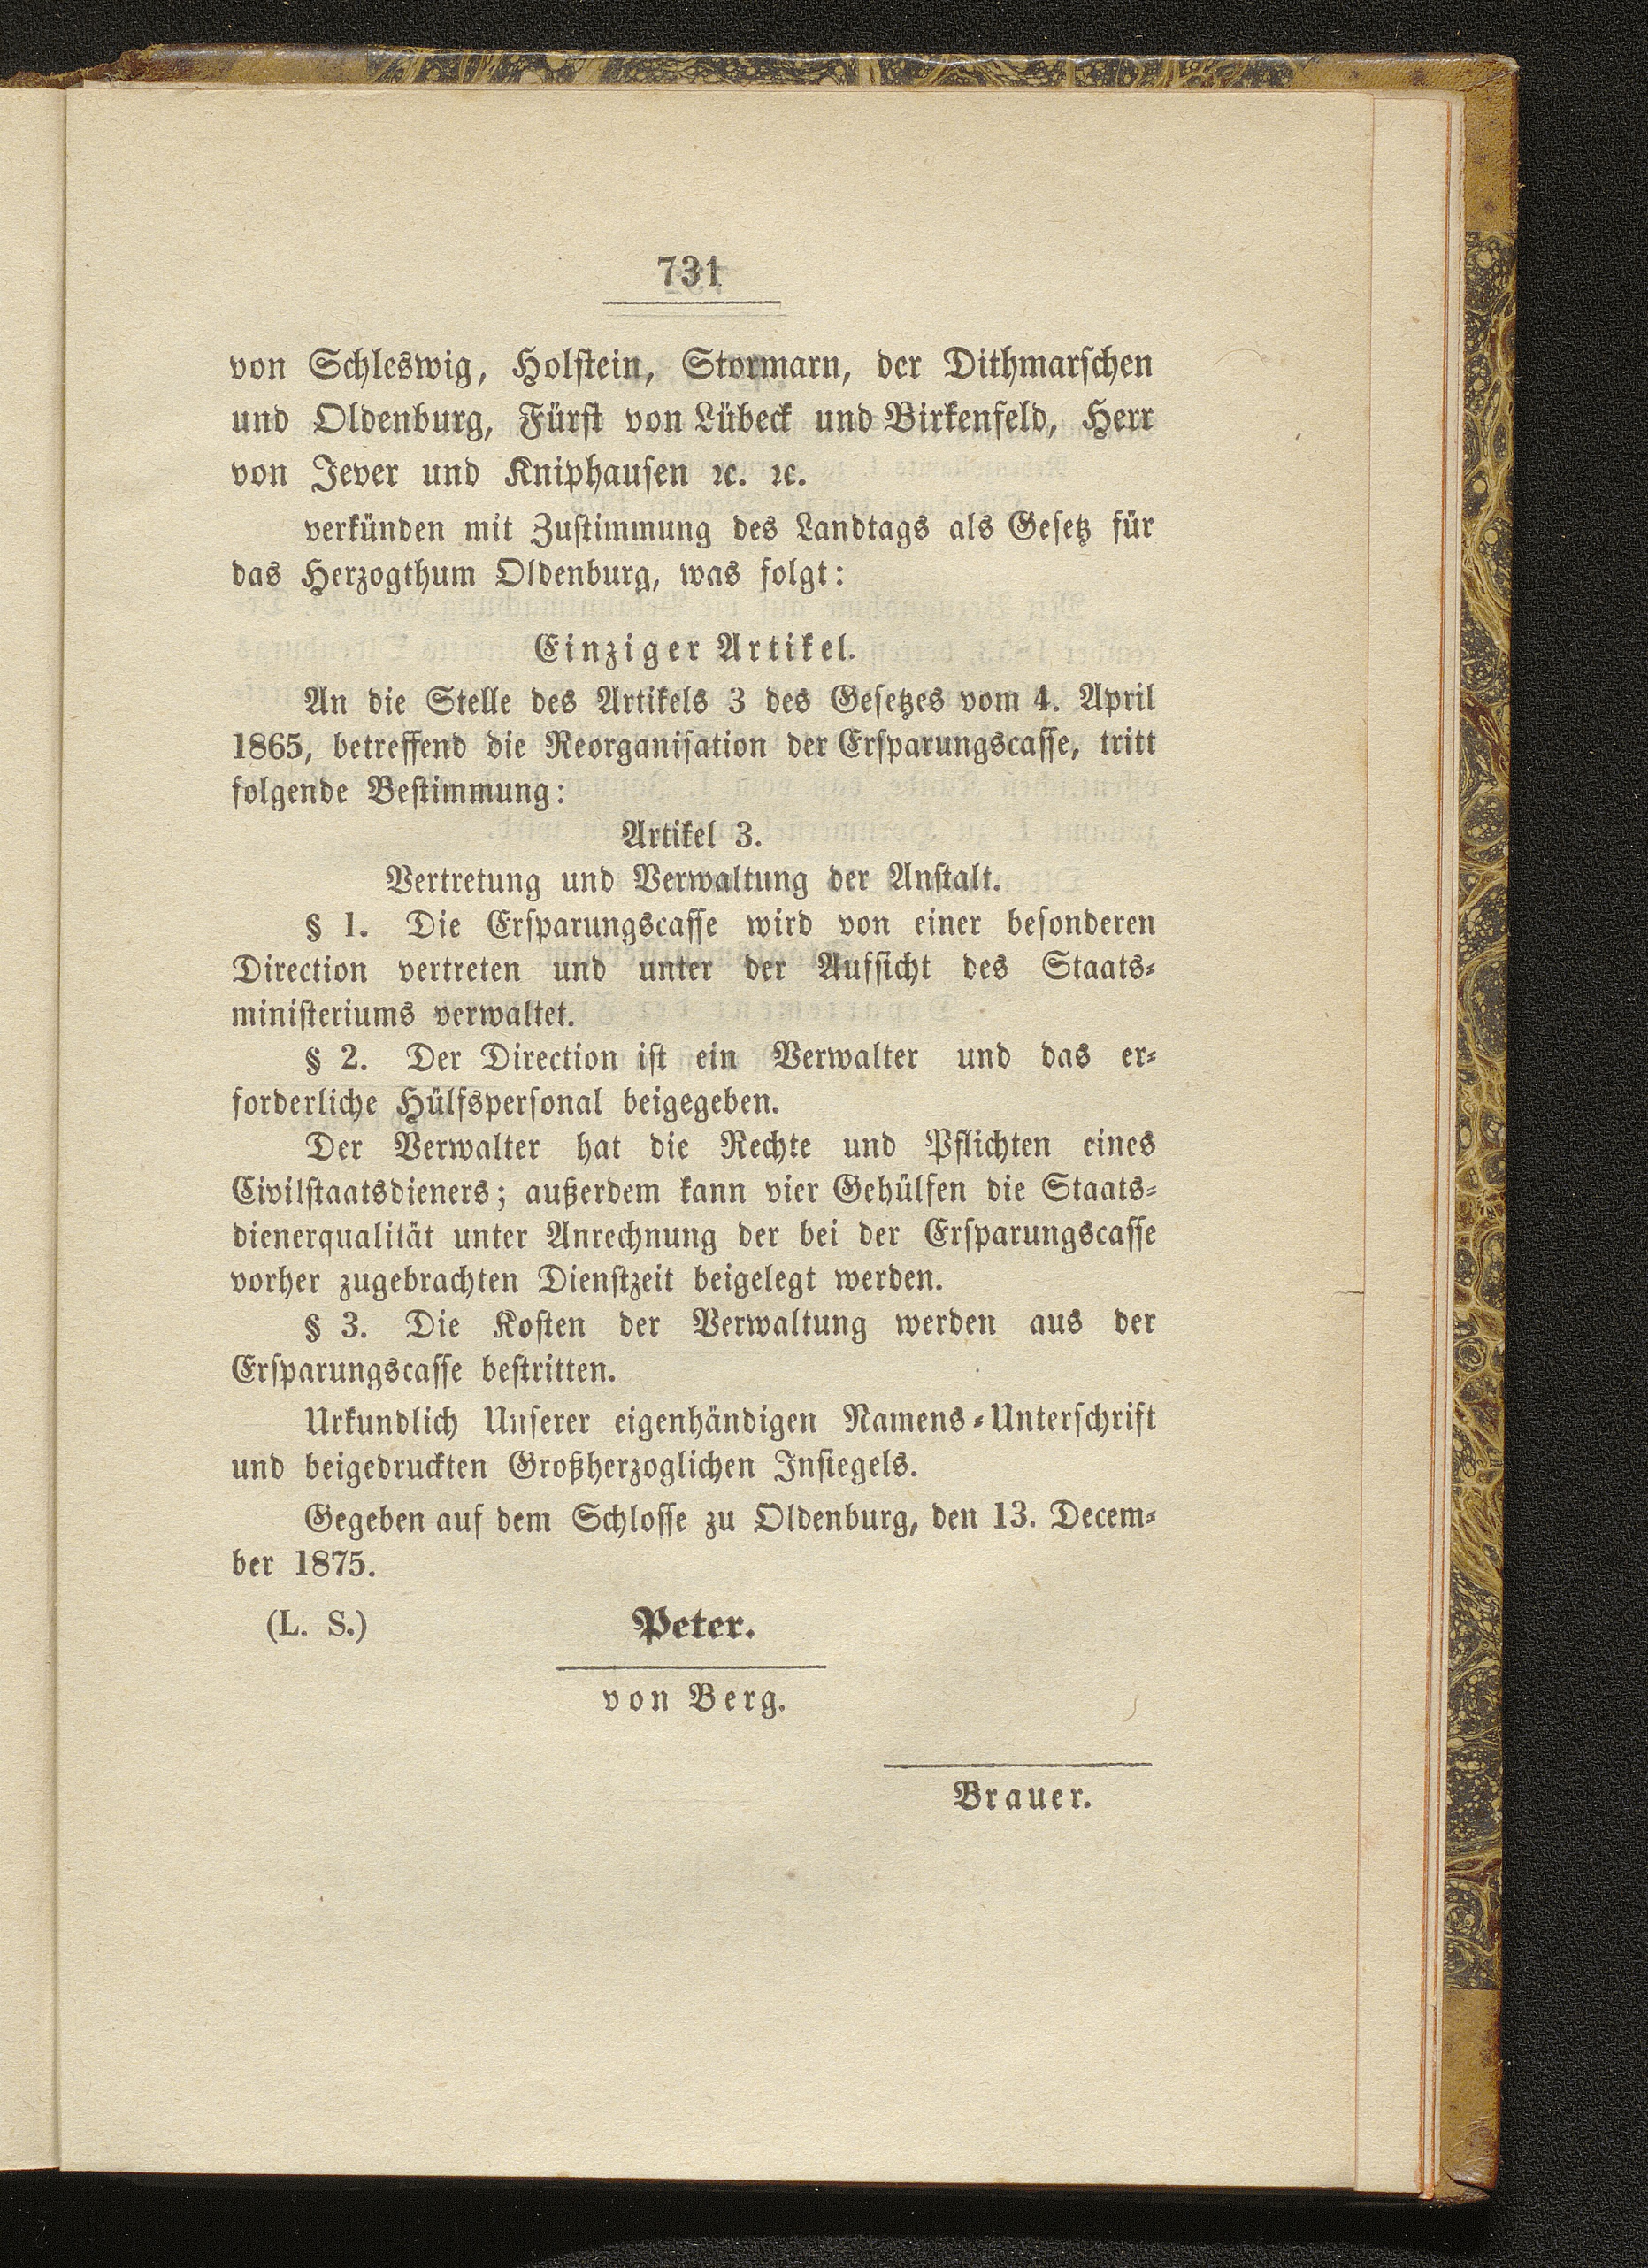 731
von Schleswig, Holstein, Stormarn, der Dithmarschen
und Oldenburg, Fürst von Lübeck und Birkenfeld, Herr
von Jever und Kniphausen ꝛc. ꝛc.
verkünden mit Zustimmung des Landtags als Gesetz für
das Herzogthum Oldenburg, was folgt:
Einziger Artikel.
An die Stelle des Artikels 3 des Gesetzes vom 4. April
1865, betreffend die Reorganisation der Ersparungscasse, tritt
folgende Bestimmung:
Artikel 3.
Vertretung und Verwaltung der Anstalt.
§ 1. Die Ersparungscasse wird von einer besonderen
Direction vertreten und unter der Aufsicht des Staats-
ministeriums verwaltet.
§ 2. Der Direction ist ein Verwalter und das er-
forderliche Hülfspersonal beigegeben.
Der Verwalter hat die Rechte und Pflichten eines
Civilstaatsdieners; außerdem kann vier Gehülfen die Staats-
dienerqualität unter Anrechnung der bei der Ersparungscasse
vorher zugebrachten Dienstzeit beigelegt werden.
§ 3. Die Kosten der Verwaltung werden aus der
Ersparungscasse bestritten.
Urkundlich Unserer eigenhändigen Namens-Unterschrift
und beigedruckten Großherzoglichen Insiegels.
Gegeben auf dem Schlosse zu Oldenburg, den 13. Decem-
ber 1875.
(L. S.) Peter.
von Berg.
Brauer.